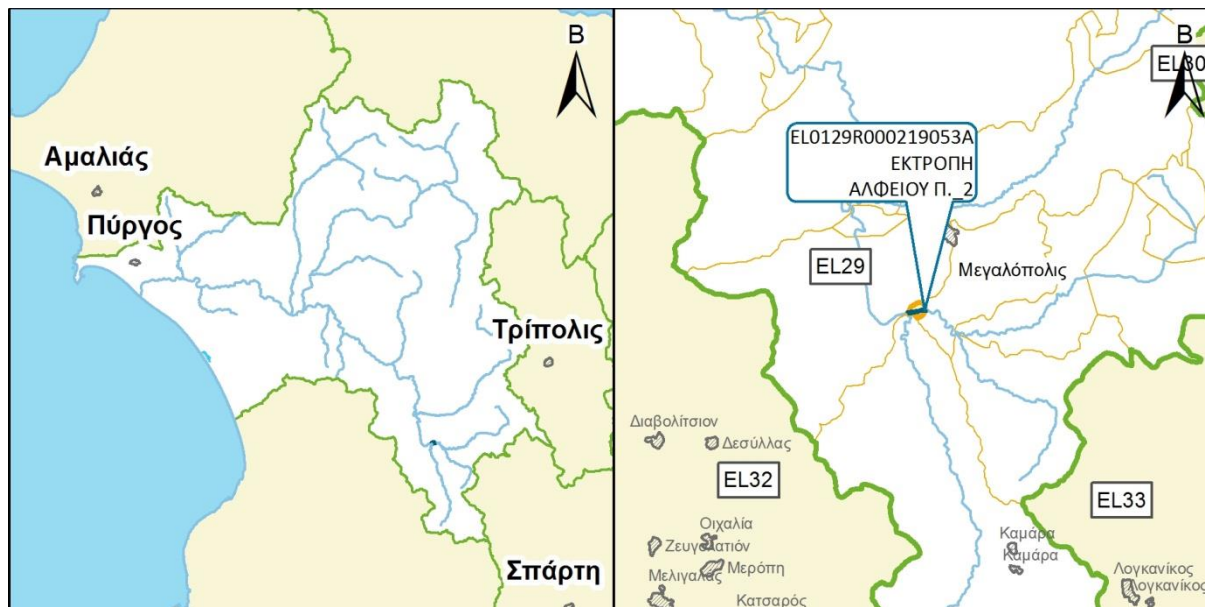 Β
Αμαλιάς
Πύργος
Τρίπολις
Σπάρτη
Β
EL30
EL0129R000219053A
ΕΚΤΡΟΠΗ
ΑΛΦΕΙΟΥ Π._2
EL29
Μεγαλόπολις
Διαβολίτσιον
Δεσύλλας
EL32
EL33
Οιχαλία
Ζευγολατιόν
Μερόπη
Μελιγαλάς
Κατσαρός
Καμάρα
Καμάρα
Λογκανίκος
Λογκανίκος